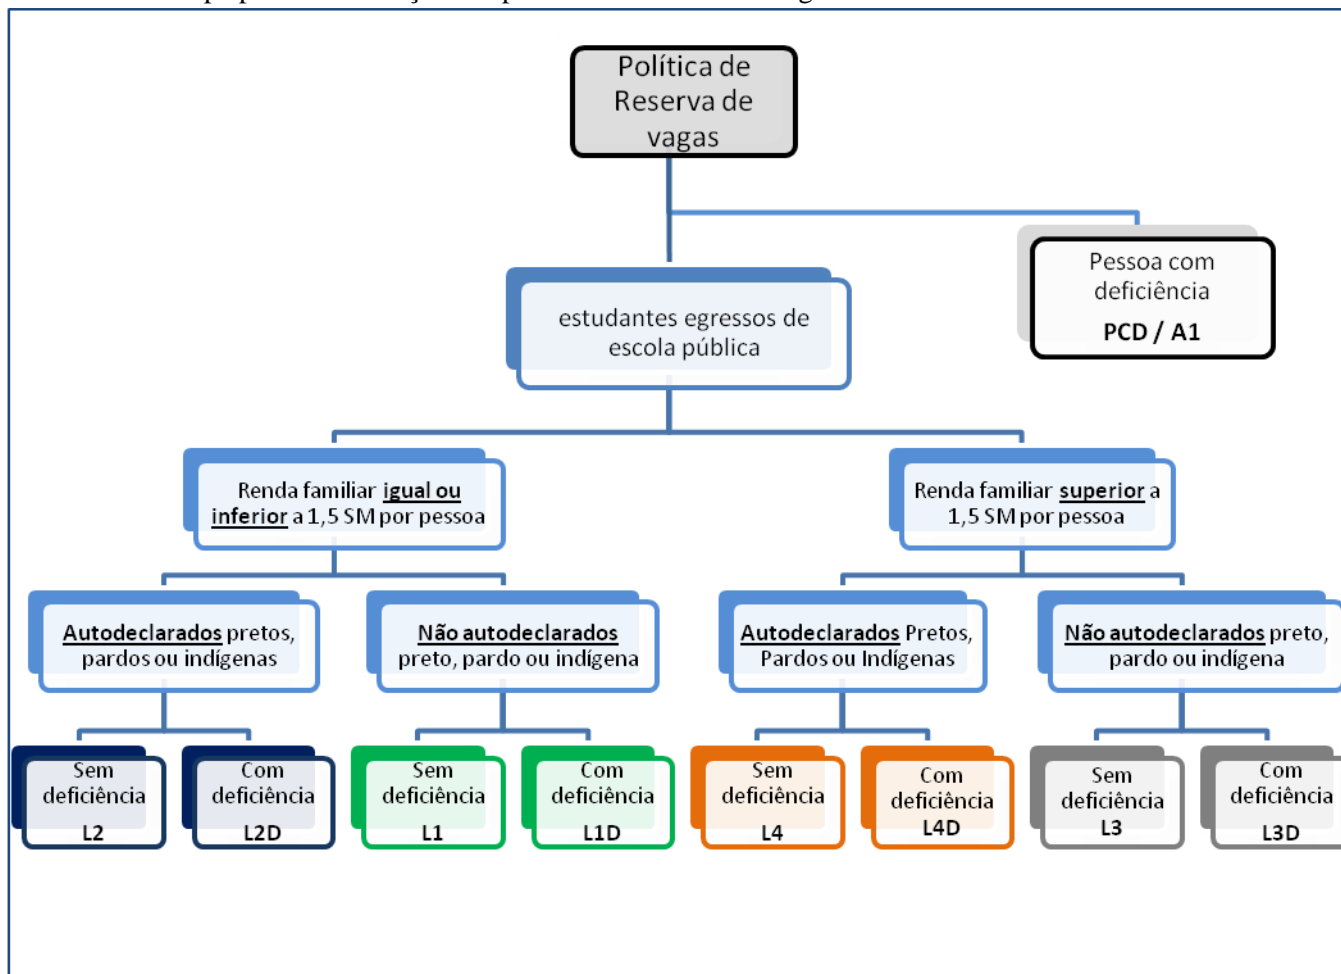 Política de
Reserva de
vagas
Pessoa com
deficiência
PCD / A1
estudantes egressos de
escola pública
Renda familiar igual ou
inferior a 1,5 SM por pessoa
Renda familiar superior a
1,5 SM por pessoa
Autodeclarados pretos,
pardos ou indígenas
Não autodeclarados
preto, pardo ou indígena
Autodeclarados Pretos,
Pardos ou Indígenas
Não autodeclarados preto,
pardo ou indígena
Sem
deficiência
L2
Com
deficiência
L2D
Sem
deficiência
L1
Com
deficiência
L1D
Sem
deficiência
L4
Com
deficiência
L4D
Sem
deficiência
L3
Com
deficiência
L3D